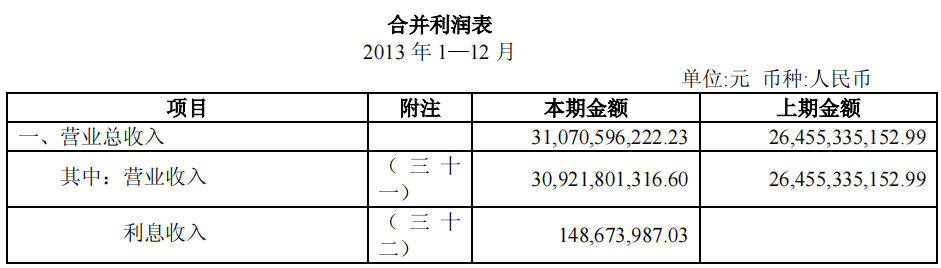 合并利润表
2013 年 1—12 月
单位:元 币种:人民币
项目 附注 本期金额 上期金额
一、营业总收入 31,070,596,222.23 26,455,335,152.99
其中：营业收入 （三十一） 30,921,801,316.60 26,455,335,152.99
利息收入 （三十二） 148,673,987.03